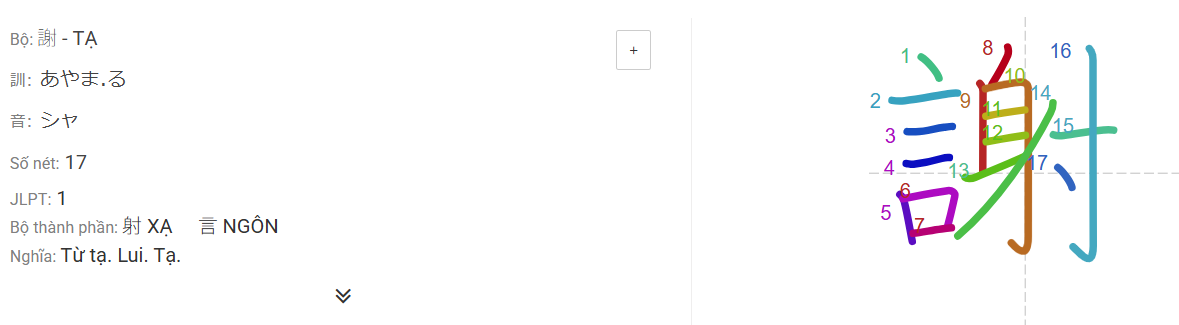 Bộ: 謝 - TẠ
+
訓: あやま.る
音: シャ
Số nét: 17
JLPT: 1
Bộ thành phần: 射 XẠ 言 NGÔN
Nghĩa: Từ tạ. Lui. Tạ.
謝
1
2
3
4
5
6
7
8
9
10
11
12
13
14
15
16
17